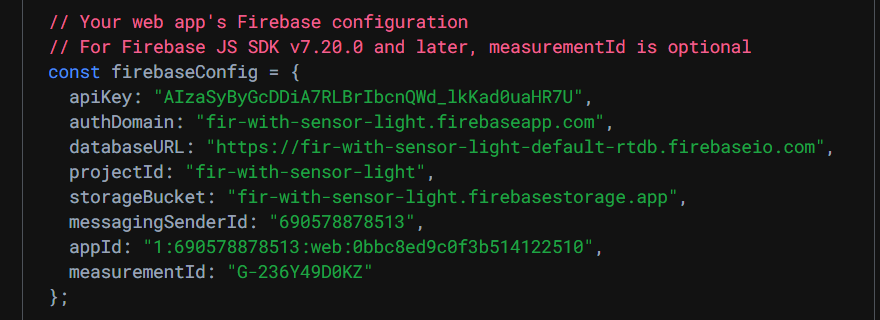 // Your web app's Firebase configuration
// For Firebase JS SDK v7.20.0 and later, measurementId is optional
const firebaseConfig = {
  apiKey: "AIzaSyByGcDDiA7RLBrIbcnQWd_lkKad0uaHR7U",
  authDomain: "fir-with-sensor-light.firebaseapp.com",
  databaseURL: "https://fir-with-sensor-light-default-rtdb.firebaseio.com",
  projectId: "fir-with-sensor-light",
  storageBucket: "fir-with-sensor-light.firebasestorage.app",
  messagingSenderId: "690578878513",
  appId: "1:690578878513:web:0bbc8ed9c0f3b514122510",
  measurementId: "G-236Y49D0KZ"
};